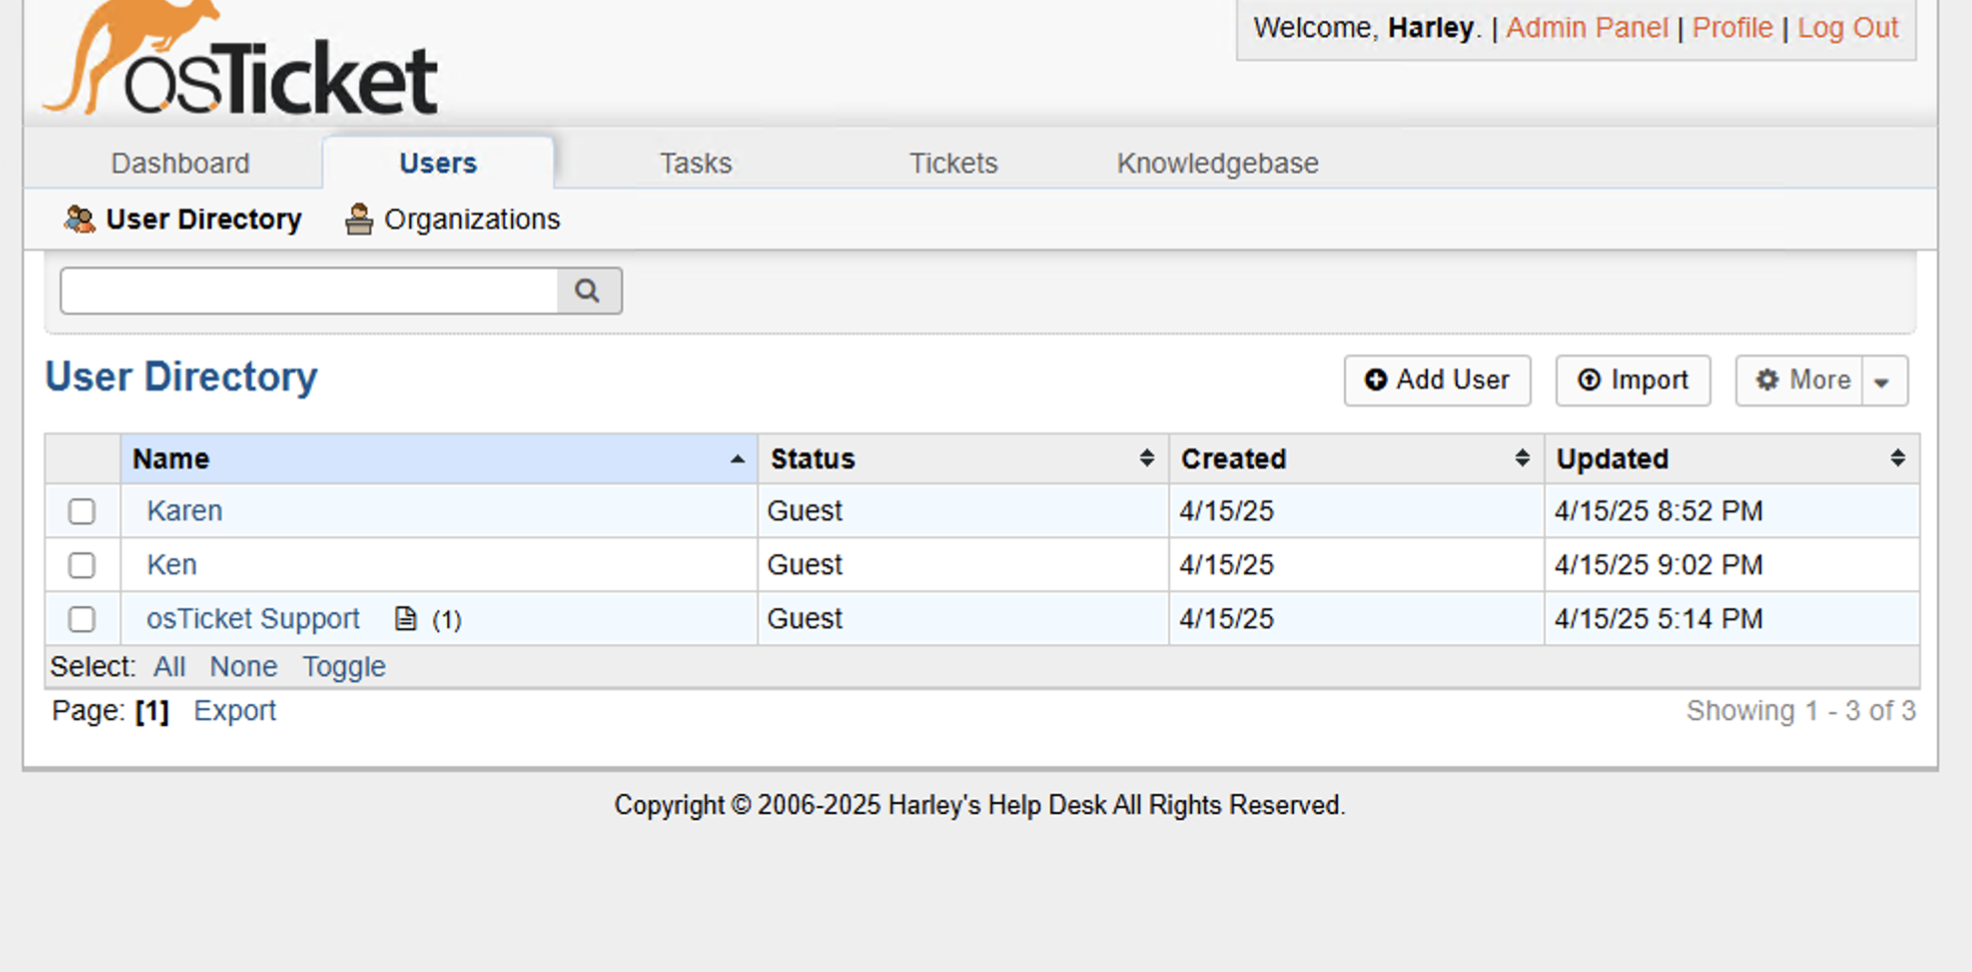 osTicket
Welcome, Harley. | Admin Panel | Profile | Log Out
Dashboard Users Tasks Tickets Knowledgebase
User Directory Organizations
User Directory
Add User Import More
Name Status Created Updated
Karen Guest 4/15/25 4/15/25 8:52 PM
Ken Guest 4/15/25 4/15/25 9:02 PM
osTicket Support (1) Guest 4/15/25 4/15/25 5:14 PM
Select: All None Toggle
Page: [1] Export Showing 1 - 3 of 3
Copyright © 2006-2025 Harley's Help Desk All Rights Reserved.